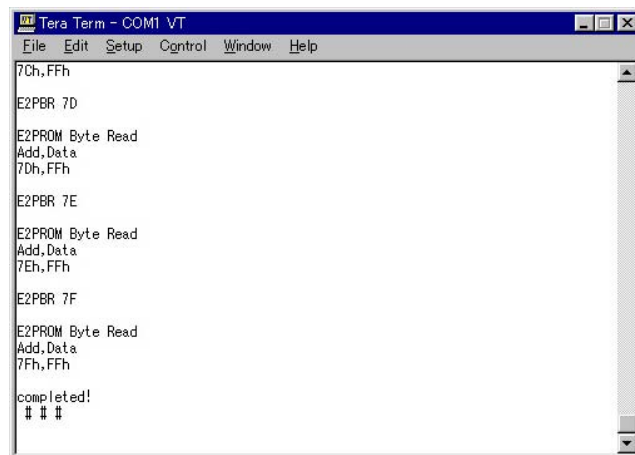 Tera Term - COM1 VT
File Edit Setup Control Window Help
7Ch,FFh
E2PBR 7D
E2PROM Byte Read
Add,Data
7Dh,FFh
E2PBR 7E
E2PROM Byte Read
Add,Data
7Eh,FFh
E2PBR 7F
E2PROM Byte Read
Add,Data
7Fh,FFh
completed!
# # #